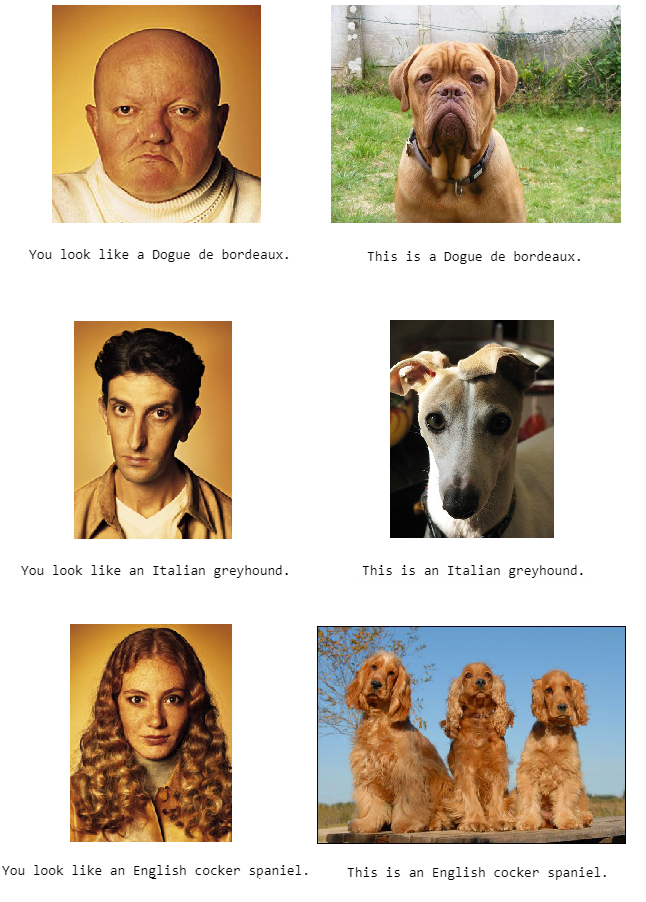 You look like a Dogue de bordeaux.
This is a Dogue de bordeaux.
You look like an Italian greyhound.
This is an Italian greyhound.
You look like an English cocker spaniel.
This is an English cocker spaniel.